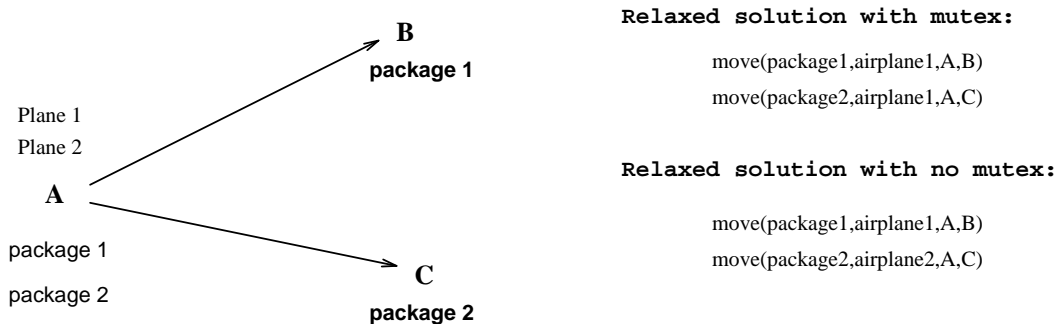 B
package 1
Plane 1
Plane 2
A
package 1
package 2
C
package 2
Relaxed solution with mutex:
move(package1,airplane1,A,B)
move(package2,airplane1,A,C)
Relaxed solution with no mutex:
move(package1,airplane1,A,B)
move(package2,airplane2,A,C)